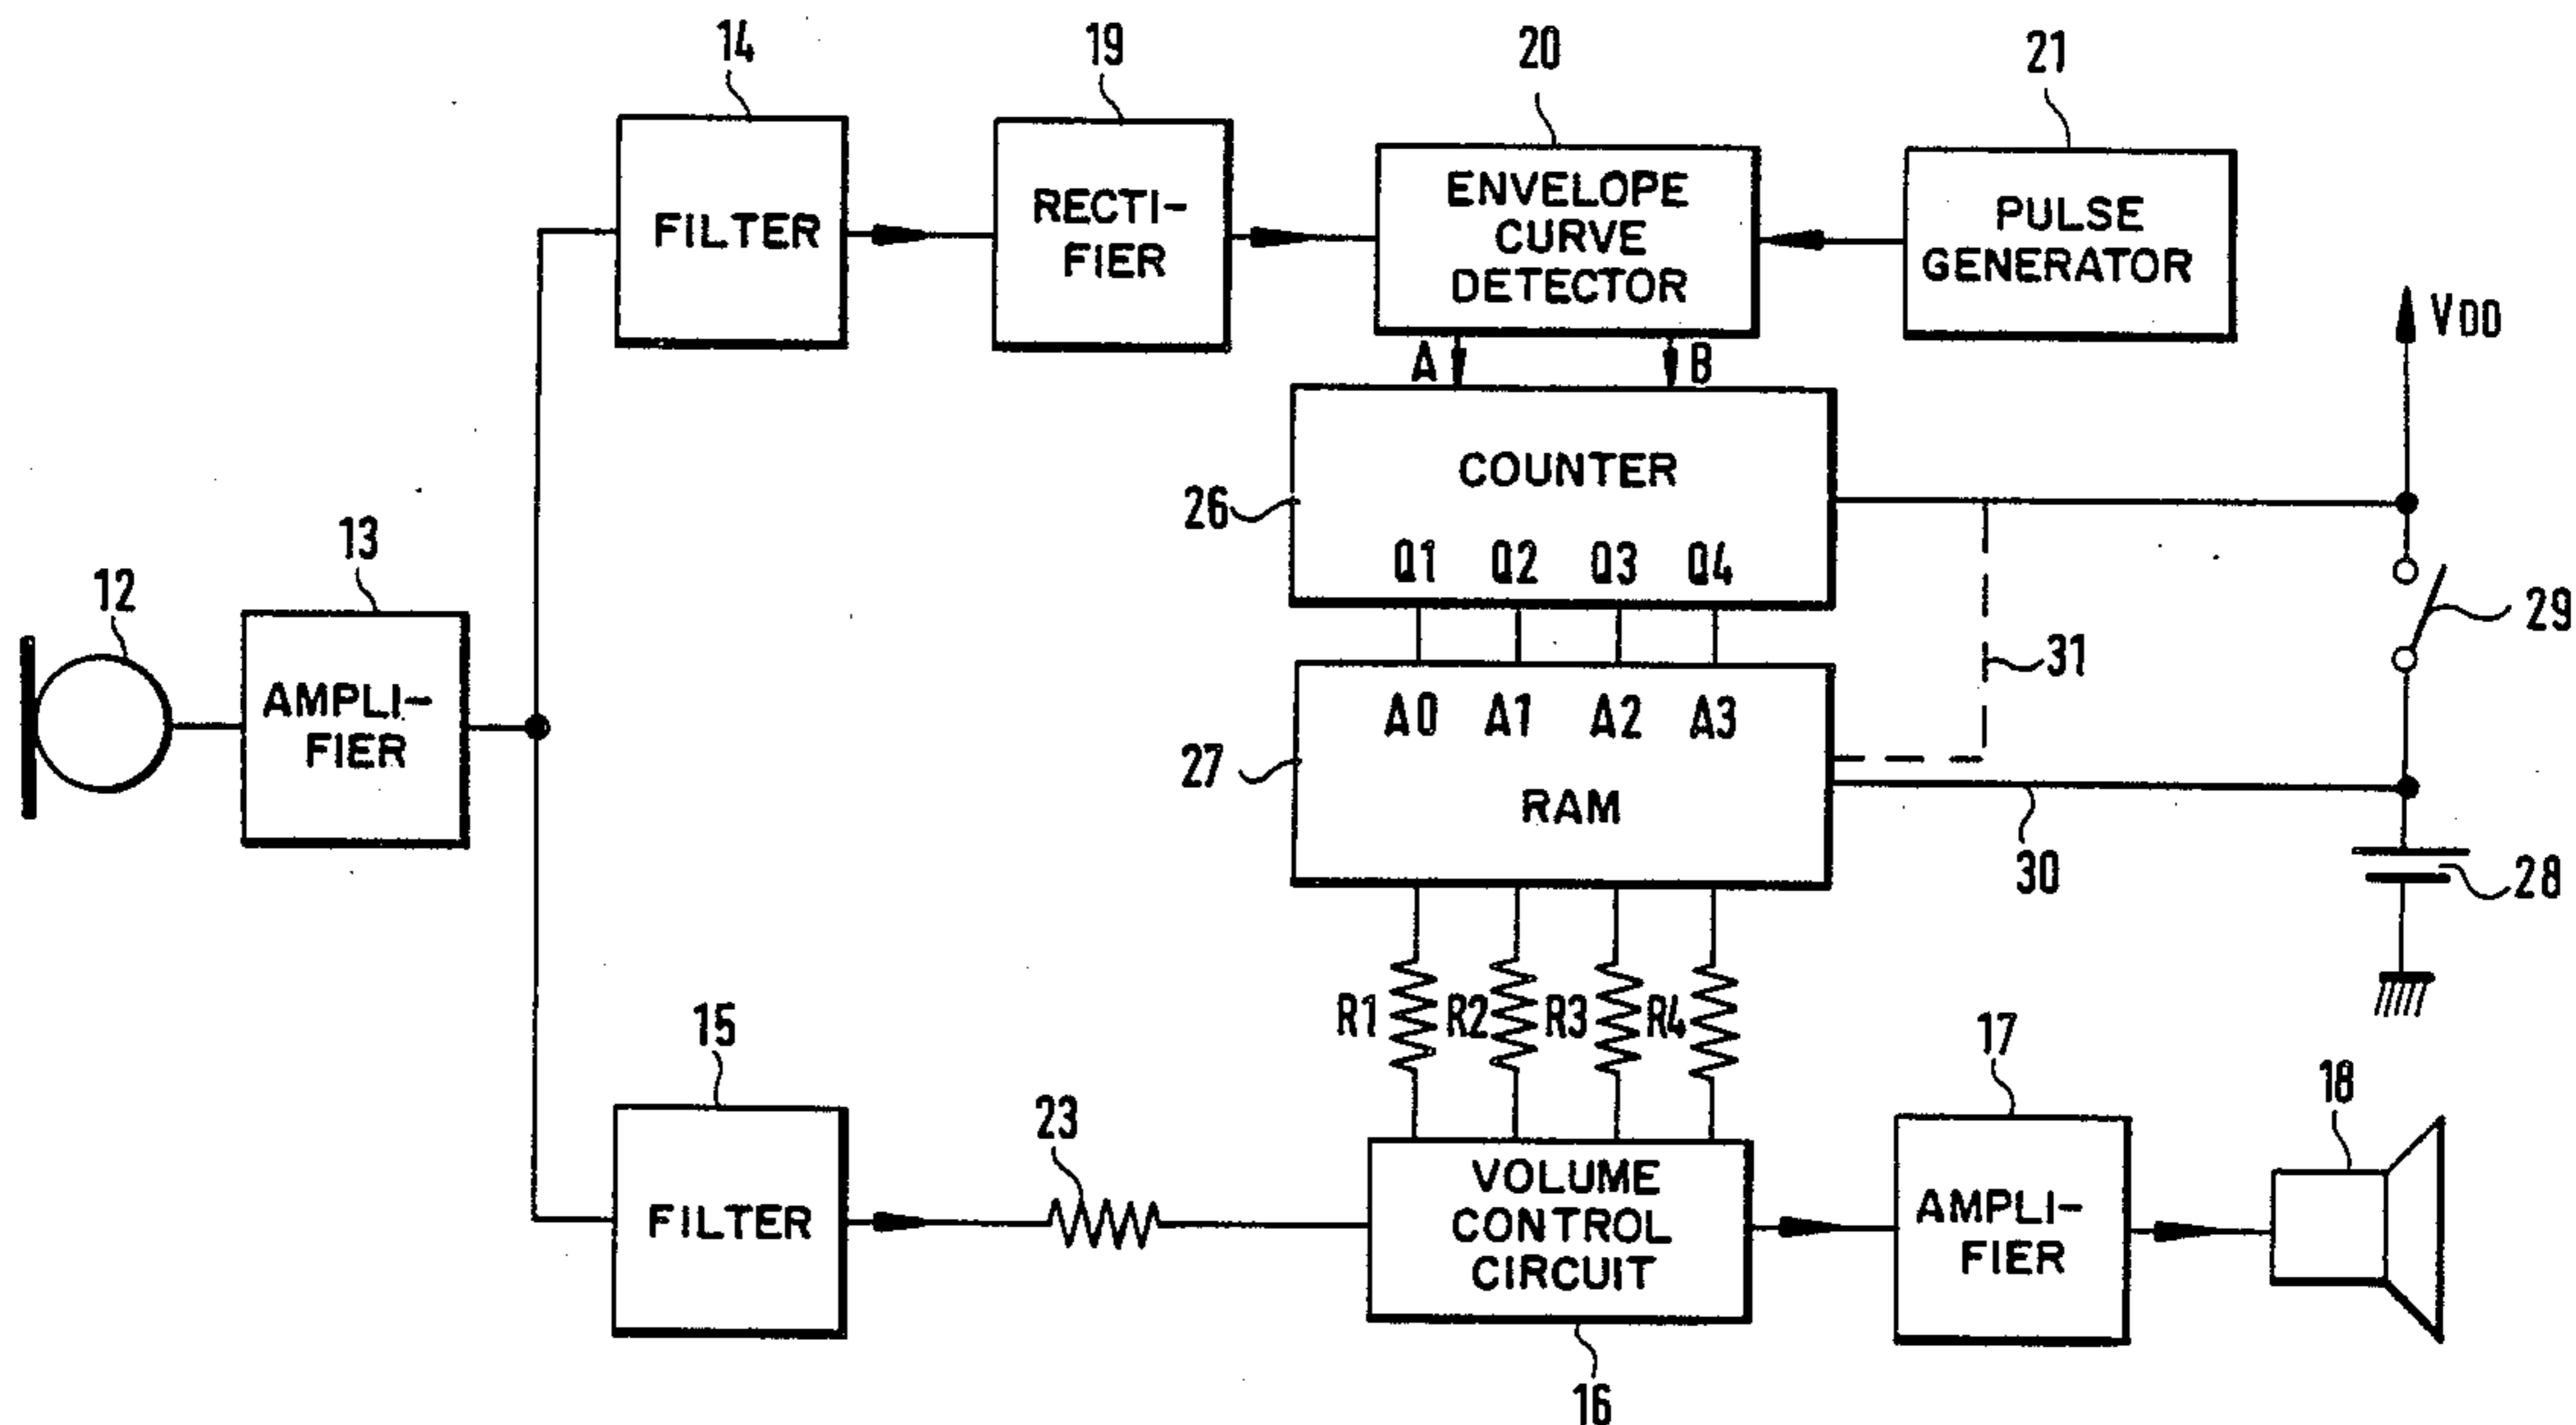 14
19
20
21
FILTER
RECTI-
FIER
ENVELOPE
CURVE
DETECTOR
PULSE
GENERATOR
VDD
A
B
COUNTER
26
Q1 Q2 Q3 Q4
13
12
29
31
AMPLI-
FIER
A0 A1 A2 A3
27
RAM
30
28
R1 R2 R3 R4
15
17
18
23
FILTER
VOLUME
CONTROL
CIRCUIT
AMPLI-
FIER
16